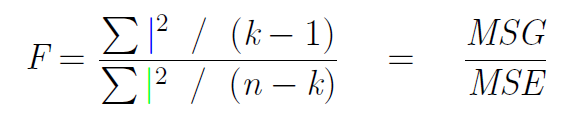 F = ∑ |² / (k − 1) / ∑ |² / (n − k) = MSG / MSE